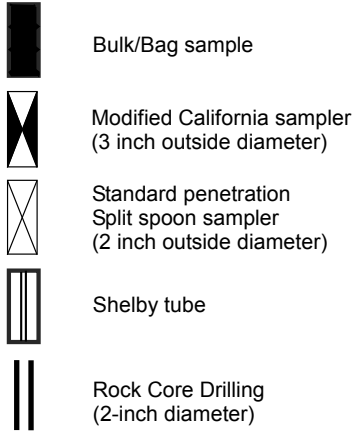 Bulk/Bag sample
Modified California sampler
(3 inch outside diameter)
Standard penetration
Split spoon sampler
(2 inch outside diameter)
Shelby tube
Rock Core Drilling
(2-inch diameter)